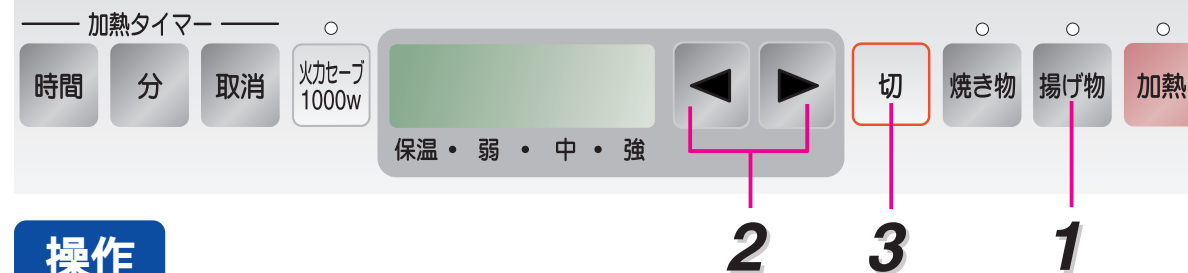 加熱タイマー
時間 分 取消 火力セーブ 1000w 切 焼き物 揚げ物 加熱
保温・ 弱 ・ 中 ・ 強
2 3 1
操作